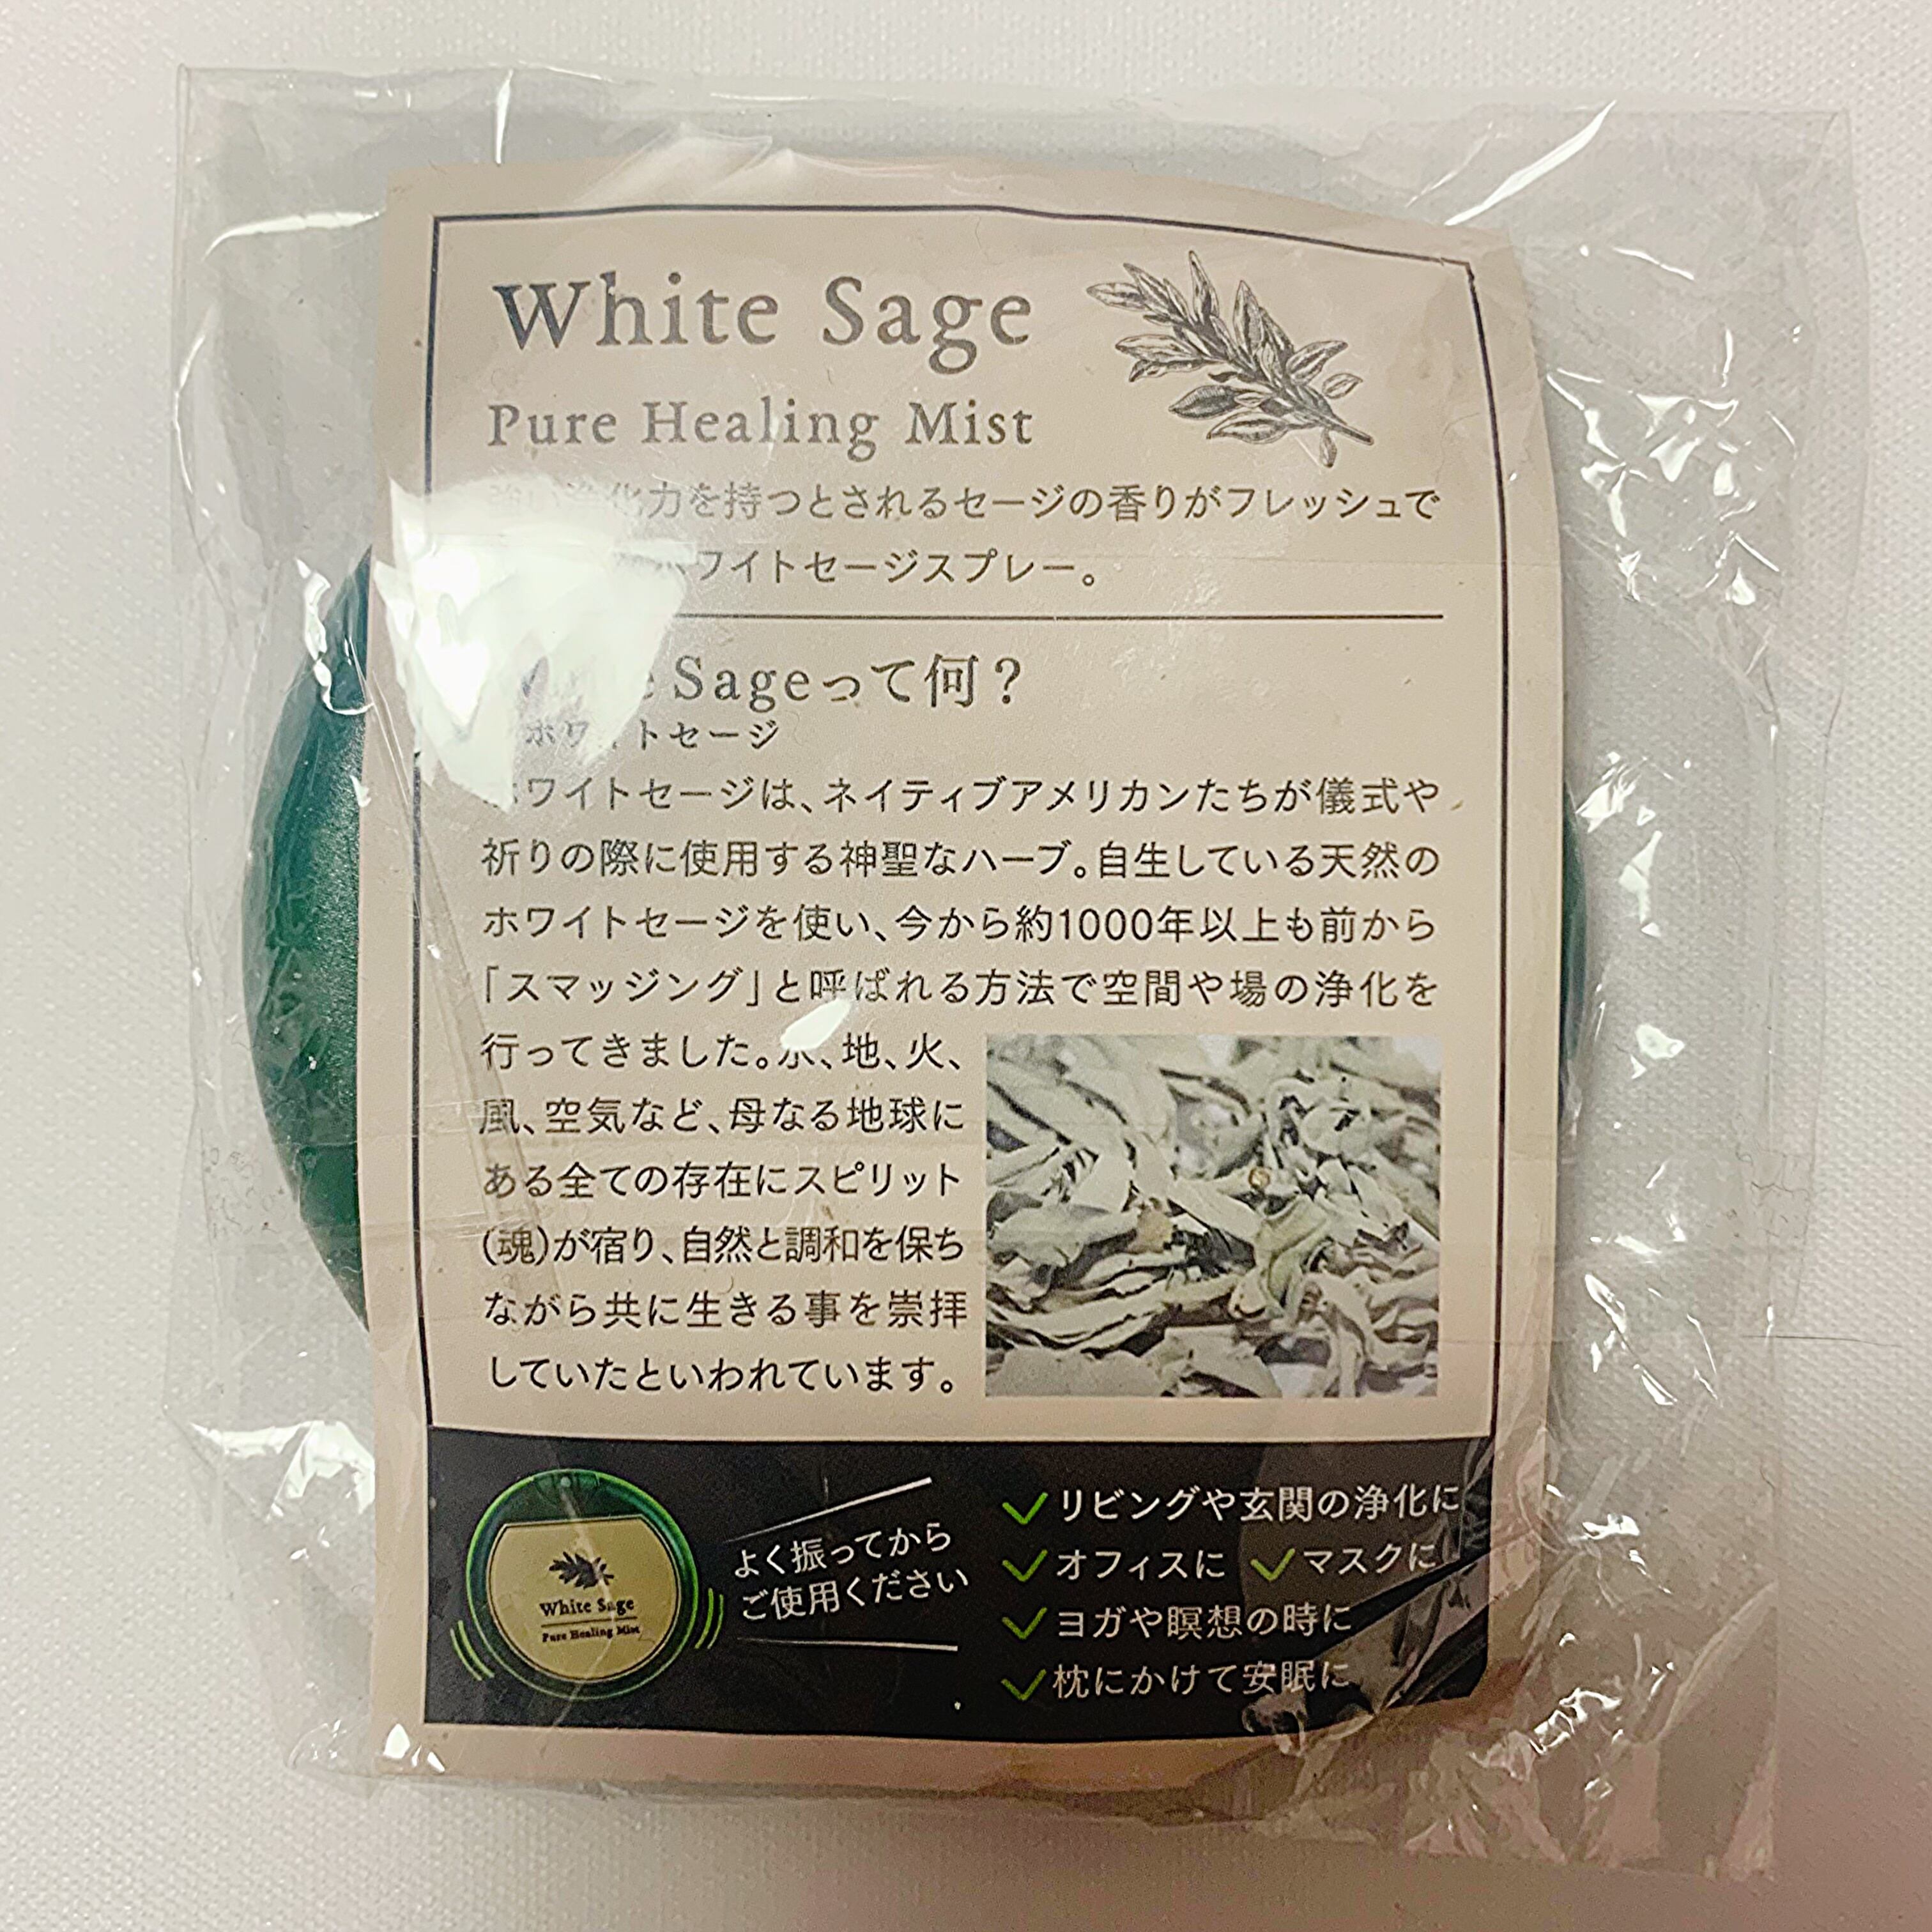 White Sage
Pure Healing Mist
化力を持つとされるセージの香りがフレッシュで
ワイトセージスプレー。
Sageって何？
ホワイトセージ
ホワイトセージは、ネイティブアメリカンたちが儀式や
祈りの際に使用する神聖なハーブ。自生している天然の
ホワイトセージを使い、今から約1000年以上も前から
「スマッジング」と呼ばれる方法で空間や場の浄化を
行ってきました。水、地、火、
風、空気など、母なる地球に
ある全ての存在にスピリット
(魂)が宿り、自然と調和を保ち
ながら共に生きる事を崇拝
していたといわれています。
White Sage
Pure Healing Mist
よく振ってから
ご使用ください
リビングや玄関の浄化に
オフィスに マスクに
ヨガや瞑想の時に
枕にかけて安眠に